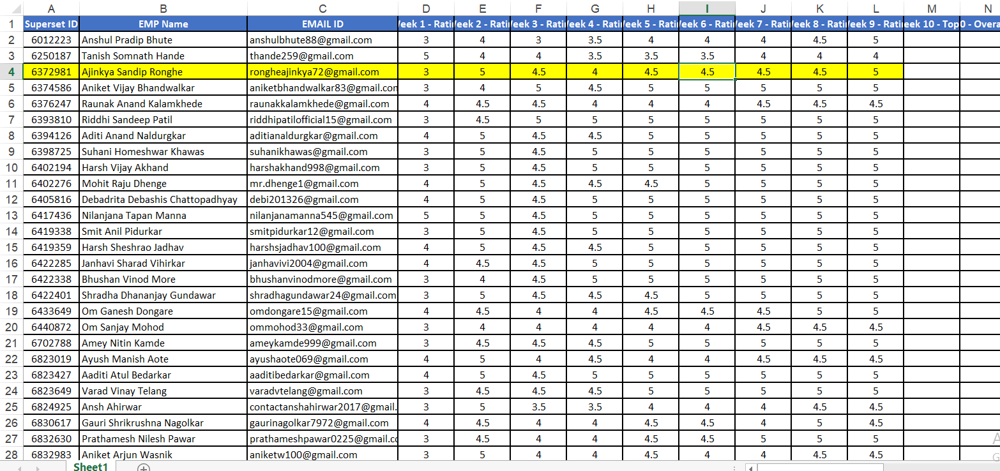 A B C D E F G H I J K L M N
1 Superset ID EMP Name EMAIL ID Week 1 - Ratin Week 2 - Ratin Week 3 - Ratin Week 4 - Ratin Week 5 - Ratin Week 6 - Ratin Week 7 - Ratin Week 8 - Ratin Week 9 - Ratin eek 10 - Top 0 - Overa
2 6012223 Anshul Pradip Bhute anshulbhute88@gmail.com 3 4 3 3.5 4 4 4 4.5 5
3 6250187 Tanish Somnath Hande thande259@gmail.com 5 4 4 3.5 3.5 3.5 4 4 4
4 6372981 Ajinkya Sandip Ronghe rongheajinkya72@gmail.com 3 5 4.5 4 4.5 4.5 4.5 4.5 5
5 6374586 Aniket Vijay Bhandwalkar aniketbhandwalkar83@gmail.con 3 4 5 4.5 5 5 5 5 5
6 6376247 Raunak Anand Kalamkhede raunakkalamkhede@gmail.com 4 4.5 4.5 4 4 4 4.5 4.5 4.5
7 6393810 Riddhi Sandeep Patil riddhipatilofficial15@gmail.com 3 4.5 5 5 5 5 5 5 5
8 6394126 Aditi Anand Naldurgkar aditianaldurgkar@gmail.com 4 5 4.5 4.5 5 5 5 5 5
9 6398725 Suhani Homeshwar Khawas suhanikhawas@gmail.com 3 5 4.5 5 5 5 5 5 5
10 6402194 Harsh Vijay Akhand harshakhand998@gmail.com 3 5 4.5 5 5 5 5 5 5
11 6402276 Mohit Raju Dhenge mr.dhenge1@gmail.com 4 5 4.5 4.5 4.5 5 5 5 5
12 6405816 Debadrita Debashis Chattopadhyay debi201326@gmail.com 4 5 4.5 5 5 5 5 5 5
13 6417436 Nilanjana Tapan Manna nilanjanamanna545@gmail.com 5 5 4.5 5 5 5 5 5 5
14 6419338 Smit Anil Pidurkar smitpidurkar12@gmail.com 3 5 4.5 5 5 5 5 5 5
15 6419359 Harsh Sheshrao Jadhav harshsjadhav100@gmail.com 4 5 4.5 4.5 5 5 5 5 5
16 6422285 Janhavi Sharad Vihirkar janhavivi2004@gmail.com 4 4.5 4.5 5 5 5 5 5 5
17 6422338 Bhushan Vinod More bhushanvinodmore@gmail.com 3 4 4.5 5 5 5 5 5 5
18 6422401 Shradha Dhananjay Gundawar shradhagundawar24@gmail.com 3 5 4.5 4.5 4.5 5 5 5 5
19 6433649 Om Ganesh Dongare omdongare15@gmail.com 4 4.5 4 4 4.5 4.5 4.5 5 5
20 6440872 Om Sanjay Mohod ommohod33@gmail.com 3 4 4 4 4 4 4.5 4.5 4.5
21 6702788 Amey Nitin Kamde ameykamde999@gmail.com 3 4.5 4.5 4.5 5 5 5 5 5
22 6823019 Ayush Manish Aote ayushaote069@gmail.com 4 5 4 4.5 4 4 4.5 4.5 4.5
23 6823427 Aaditi Atul Bedarkar aaditibedarkar@gmail.com 4 5 4.5 5 5 5 5 5 5
24 6823649 Varad Vinay Telang varadvtelang@gmail.com 3 4.5 4.5 4.5 5 5 5 5 5
25 6824925 Ansh Ahirwar contactanshahirwar2017@gmail. 3 5 3.5 3.5 4 4 4 4.5 4.5
26 6830617 Gauri Shrikrushna Nagolkar gaurinagolkar7972@gmail.com 4 4.5 4 4 4.5 4.5 4 5 4.5
27 6832630 Prathamesh Nilesh Pawar prathameshpawar0225@gmail.co 3 4.5 4 4 4.5 4.5 5 5 5
28 6832983 Aniket Arjun Wasnik aniketw100@gmail.com 3 5 4 4 4.5 4 4 4.5 4.5
Sheet1